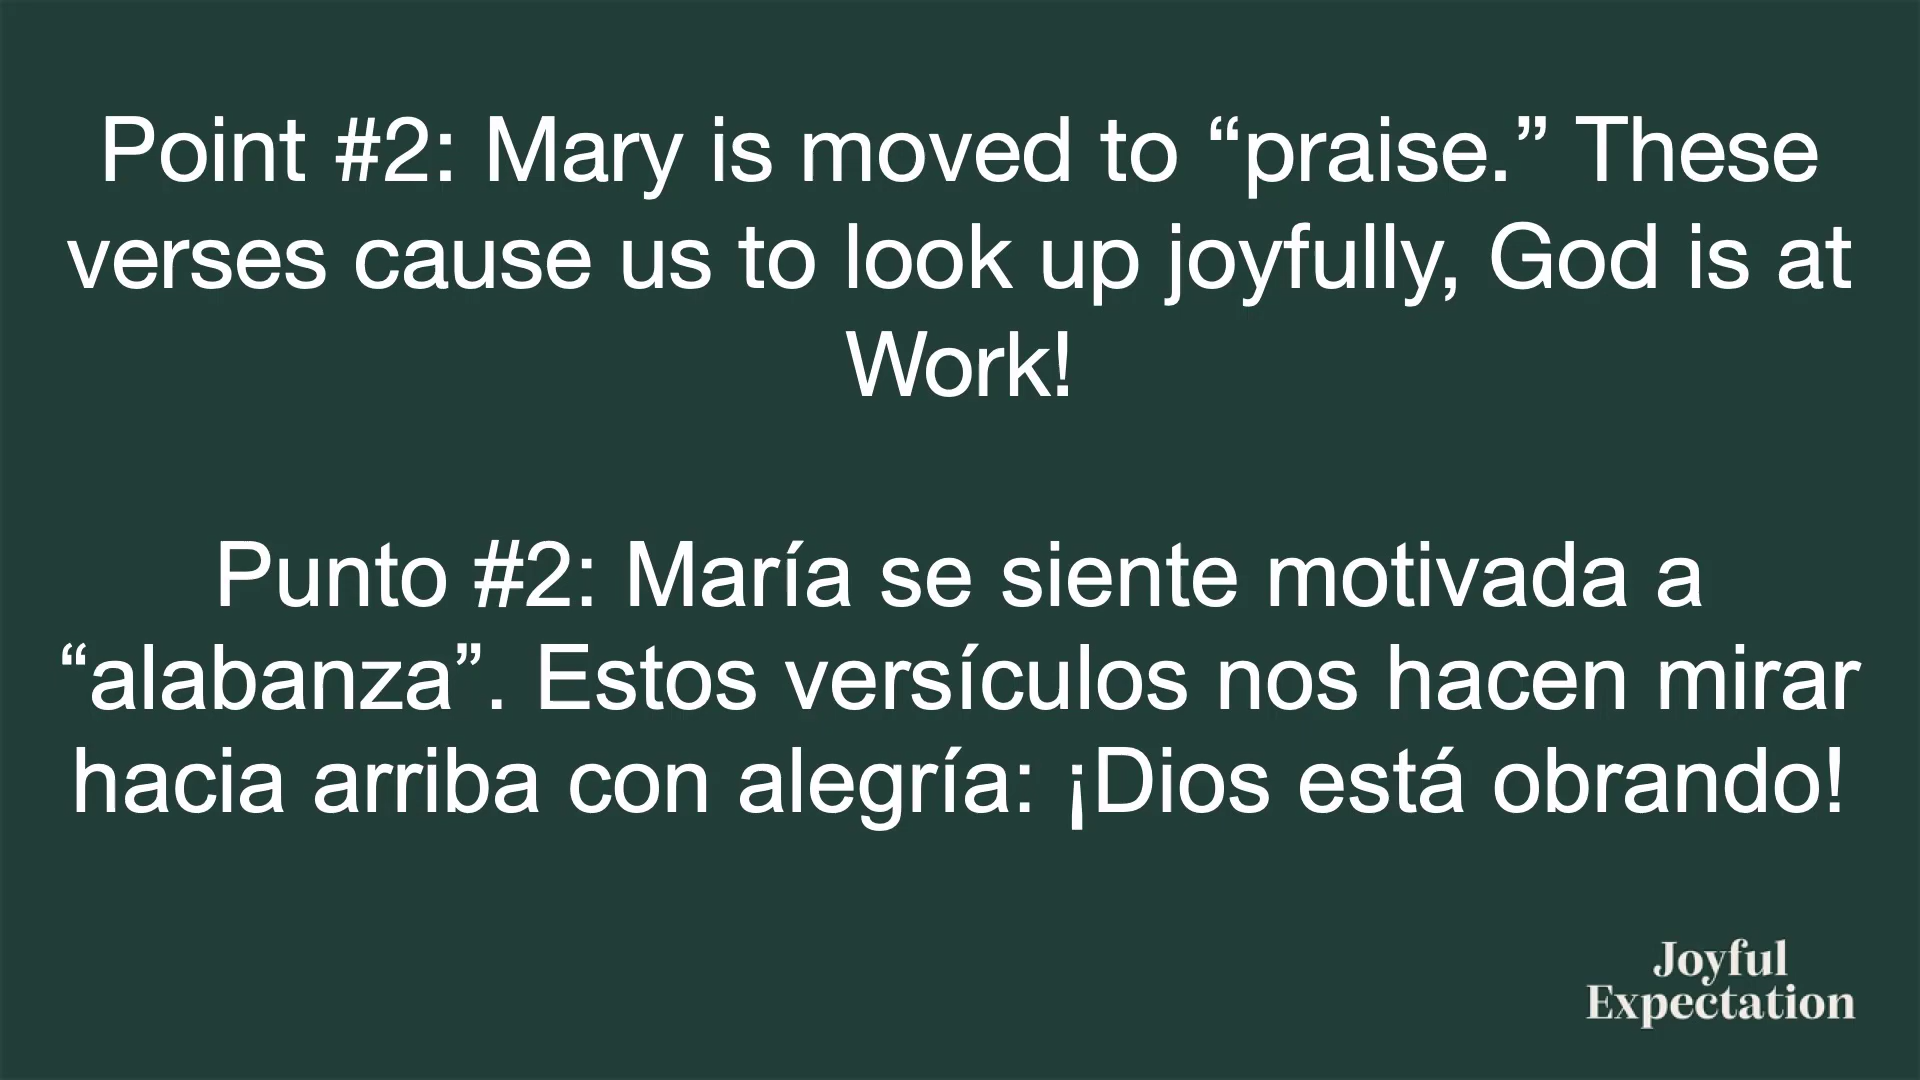 Point #2: Mary is moved to “praise.” These
verses cause us to look up joyfully, God is at
Work!
Punto #2: María se siente motivada a
“alabanza”. Estos versículos nos hacen mirar
hacia arriba con alegría: ¡Dios está obrando!
Joyful
Expectation